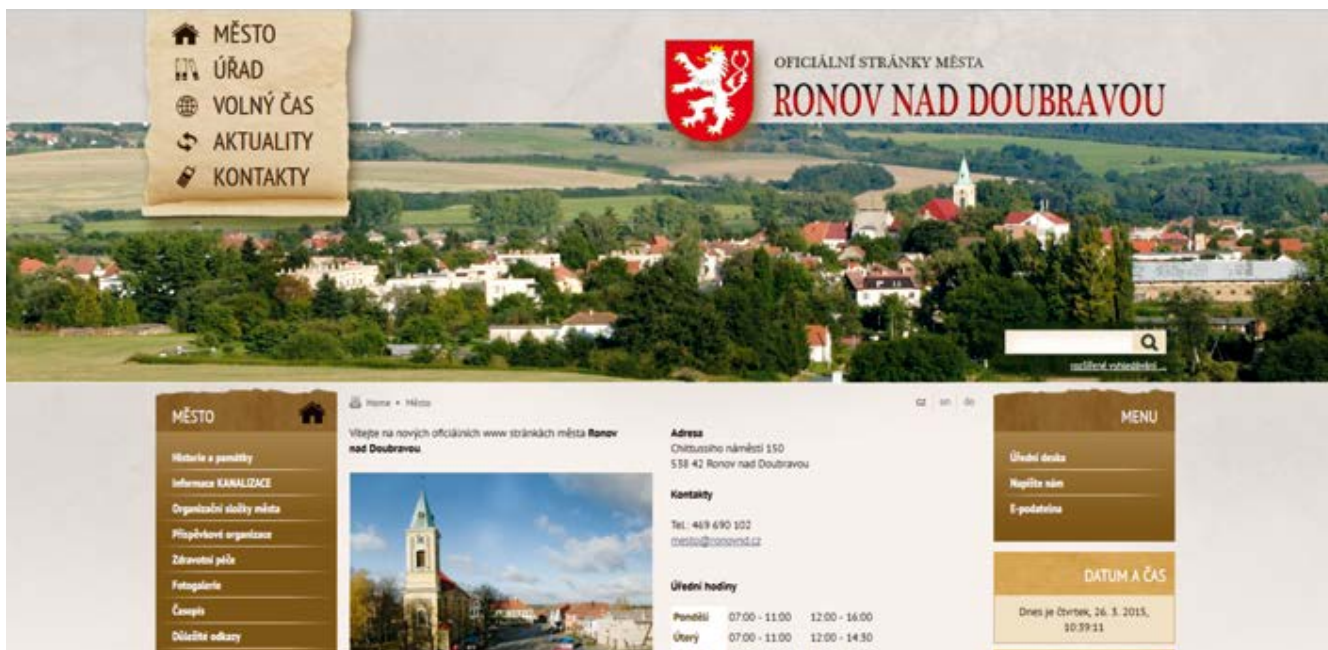 MĚSTO
ÚŘAD
VOLNÝ ČAS
AKTUALITY
KONTAKTY
OFICIÁLNÍ STRÁNKY MĚSTA
RONOV NAD DOUBRAVOU
rozšířené vyhledávání ...
MĚSTO
Historie a památky
Informace KANALIZACE
Organizační složky města
Příspěvkové organizace
Zdravotní péče
Fotogalerie
Časopis
Důležité odkazy
Home • Město
cz en de
Vítejte na nových oficiálních www stránkách města Ronov
nad Doubravou
Adresa
Chittussiho náměstí 150
538 42 Ronov nad Doubravou
Kontakty
Tel.: 469 690 102
mesto@ronovnd.cz
Úřední hodiny
Pondělí 07:00 - 11:00 12:00 - 16:00
Úterý 07:00 - 11:00 12:00 - 14:30
MENU
Úřední deska
Napište nám
E-podatelna
DATUM A ČAS
Dnes je čtvrtek, 26. 3. 2015,
10:39:11